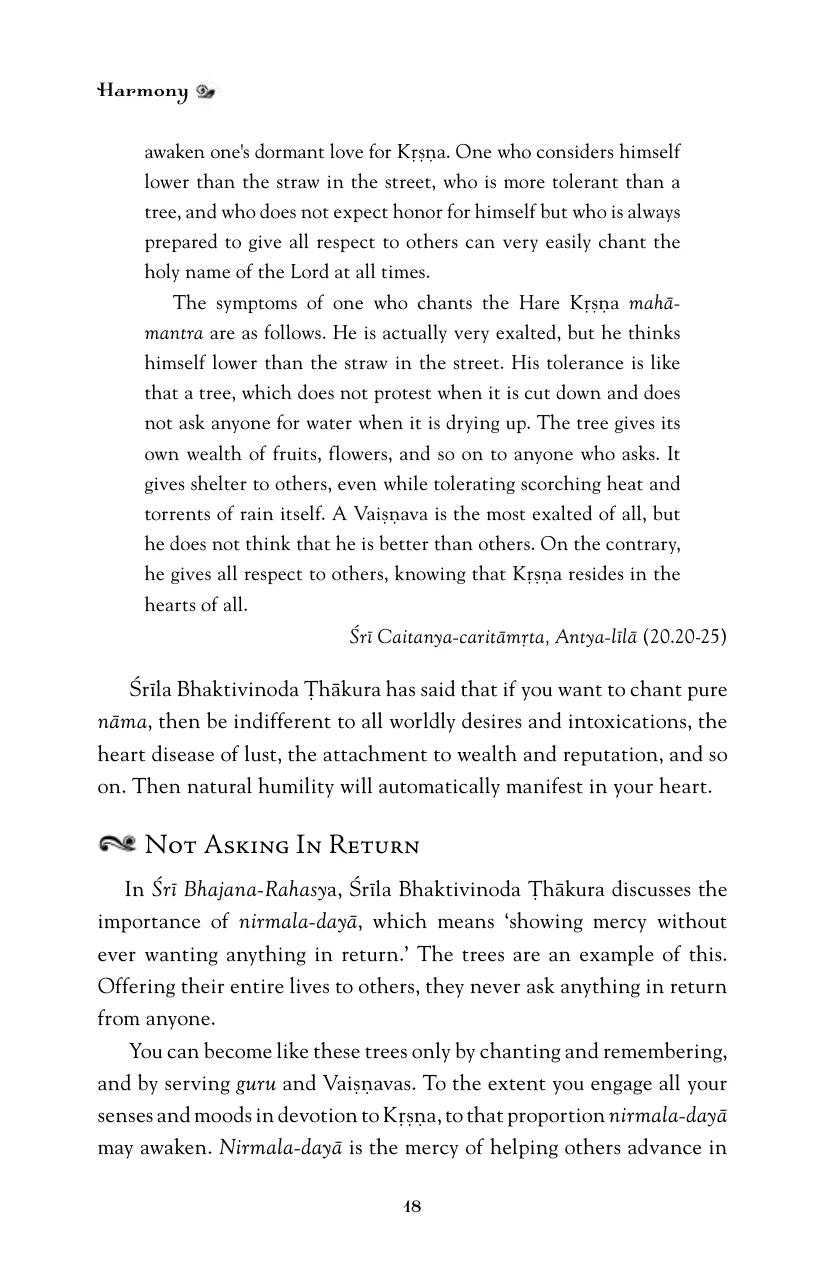 Harmony
awaken one's dormant love for Kṛṣṇa. One who considers himself
lower than the straw in the street, who is more tolerant than a
tree, and who does not expect honor for himself but who is always
prepared to give all respect to others can very easily chant the
holy name of the Lord at all times.
The symptoms of one who chants the Hare Kṛṣṇa mahā-
mantra are as follows. He is actually very exalted, but he thinks
himself lower than the straw in the street. His tolerance is like
that a tree, which does not protest when it is cut down and does
not ask anyone for water when it is drying up. The tree gives its
own wealth of fruits, flowers, and so on to anyone who asks. It
gives shelter to others, even while tolerating scorching heat and
torrents of rain itself. A Vaiṣṇava is the most exalted of all, but
he does not think that he is better than others. On the contrary,
he gives all respect to others, knowing that Kṛṣṇa resides in the
hearts of all.
Śrī Caitanya-caritāmṛta, Antya-līlā (20.20-25)
Śrīla Bhaktivinoda Ṭhākura has said that if you want to chant pure
nāma, then be indifferent to all worldly desires and intoxications, the
heart disease of lust, the attachment to wealth and reputation, and so
on. Then natural humility will automatically manifest in your heart.
Not Asking In Return
In Śrī Bhajana-Rahasya, Śrīla Bhaktivinoda Ṭhākura discusses the
importance of nirmala-dayā, which means ‘showing mercy without
ever wanting anything in return.’ The trees are an example of this.
Offering their entire lives to others, they never ask anything in return
from anyone.
You can become like these trees only by chanting and remembering,
and by serving guru and Vaiṣṇavas. To the extent you engage all your
senses and moods in devotion to Kṛṣṇa, to that proportion nirmala-dayā
may awaken. Nirmala-dayā is the mercy of helping others advance in
18